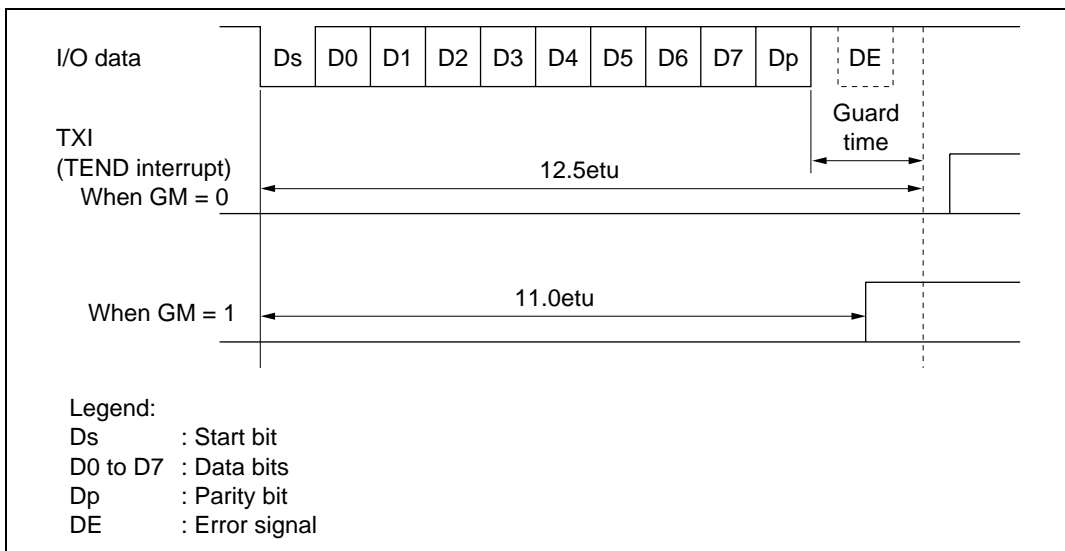 I/O data
Ds D0 D1 D2 D3 D4 D5 D6 D7 Dp DE
Guard
time
TXI
(TEND interrupt)
When GM = 0
12.5etu
11.0etu
When GM = 1
Legend:
Ds : Start bit
D0 to D7 : Data bits
Dp : Parity bit
DE : Error signal